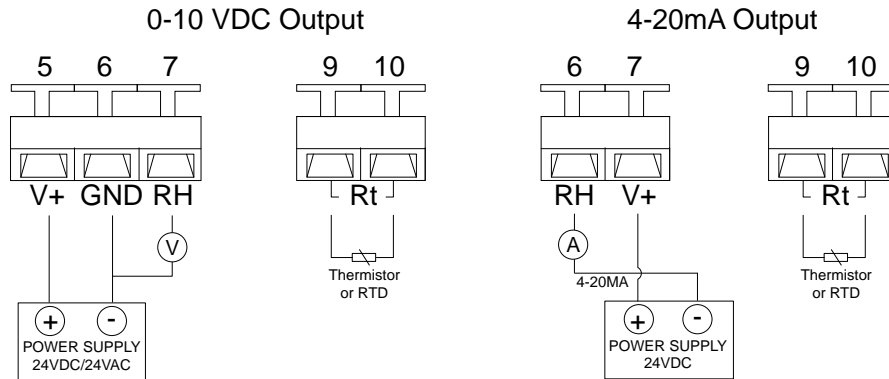 0-10 VDC Output
5 6 7 9 10
V+ GND RH Rt
V
Thermistor
or RTD
+ -
POWER SUPPLY
24VDC/24VAC
4-20mA Output
6 7 9 10
RH V+ Rt
A
4-20MA
Thermistor
or RTD
+ -
POWER SUPPLY
24VDC